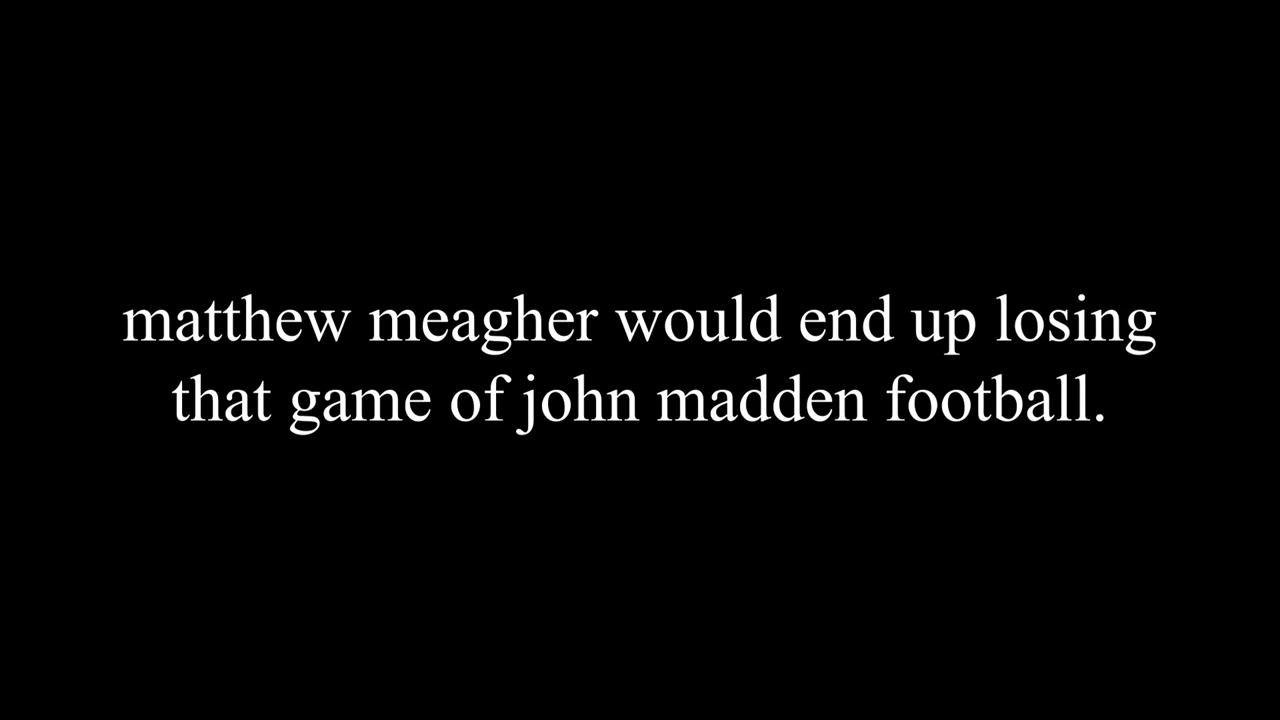 matthew meagher would end up losing
that game of john madden football.